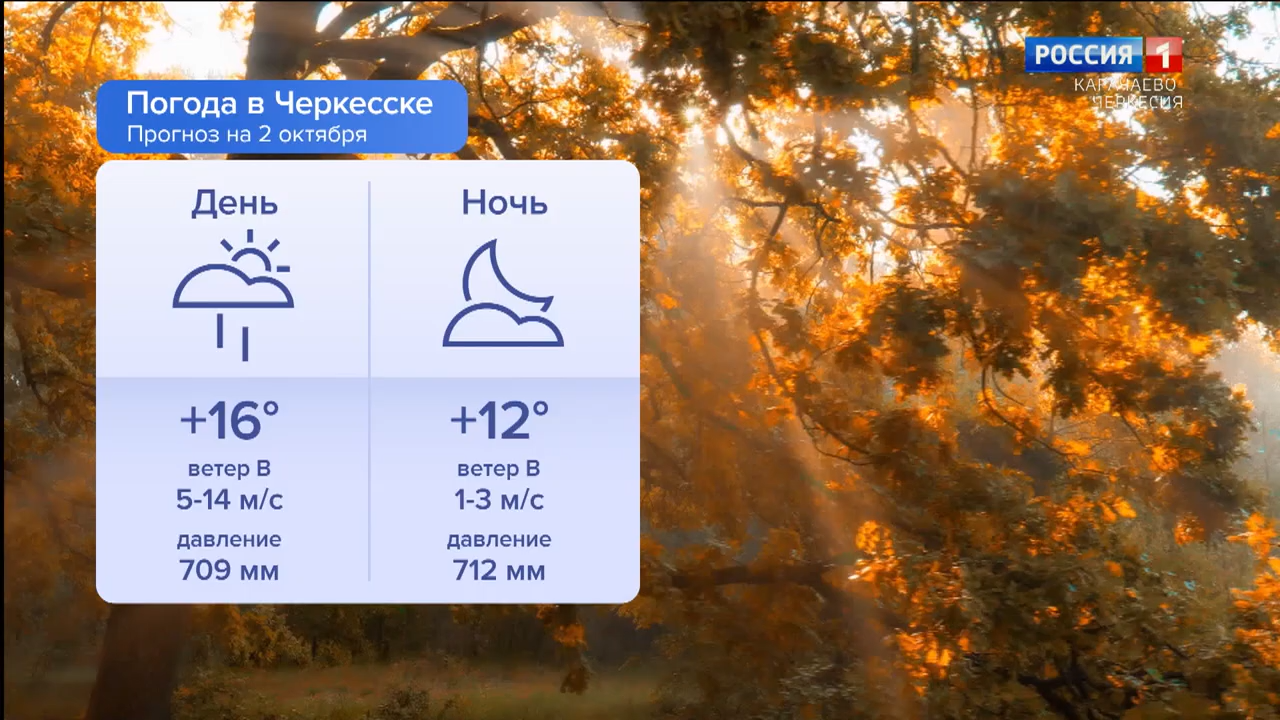 РОССИЯ 1
КАРАЧАЕВО
ЧЕРКЕСИЯ
Погода в Черкесске
Прогноз на 2 октября
День
Ночь
+16°
+12°
ветер В
ветер В
5-14 м/с
1-3 м/с
давление
давление
709 мм
712 мм